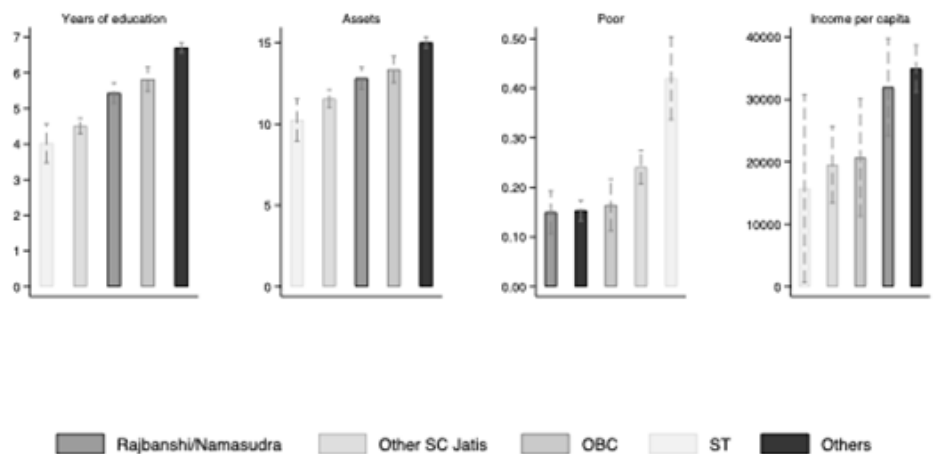 Years of education
Assets
Poor
Income per capita
7
6
5
4
3
2
1
0
15
10
5
0
0.50
0.40
0.30
0.20
0.10
0.00
40000
30000
20000
10000
0
Rajbanshi/Namasudra
Other SC Jatis
OBC
ST
Others